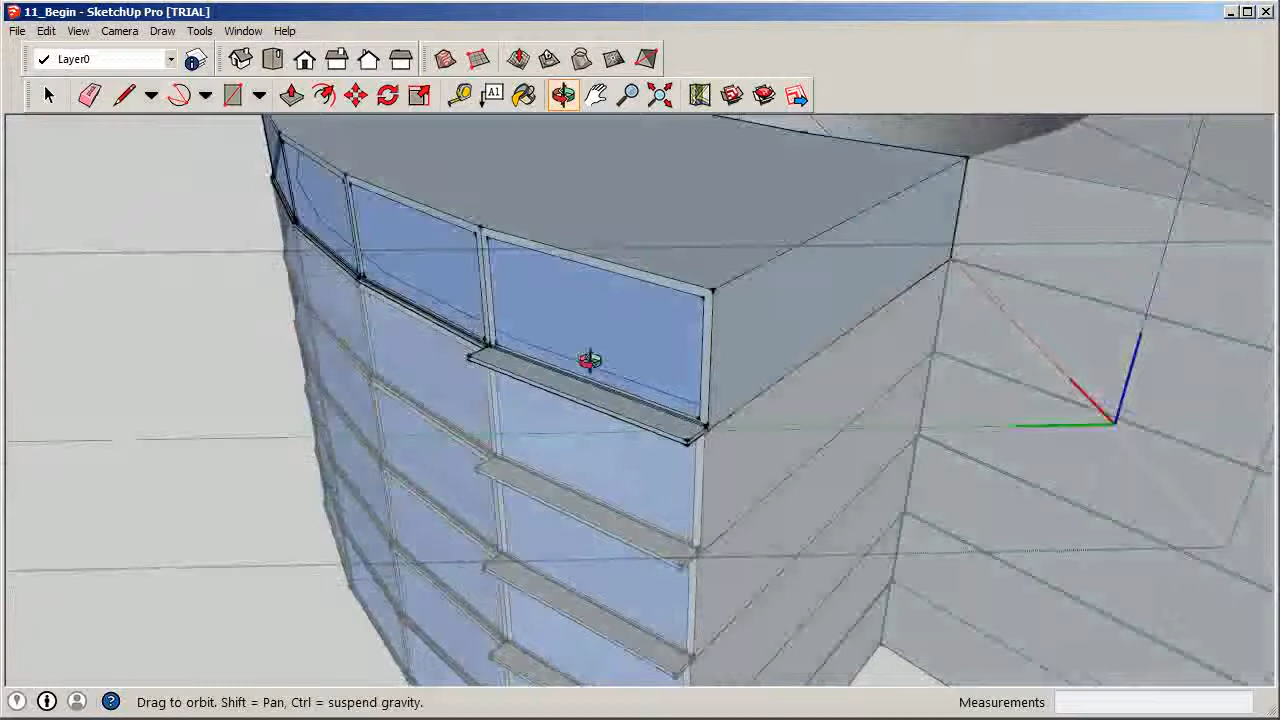 11_Begin - SketchUp Pro [TRIAL]
File Edit View Camera Draw Tools Window Help
Layer0
A1
Drag to orbit. Shift = Pan, Ctrl = suspend gravity.
Measurements